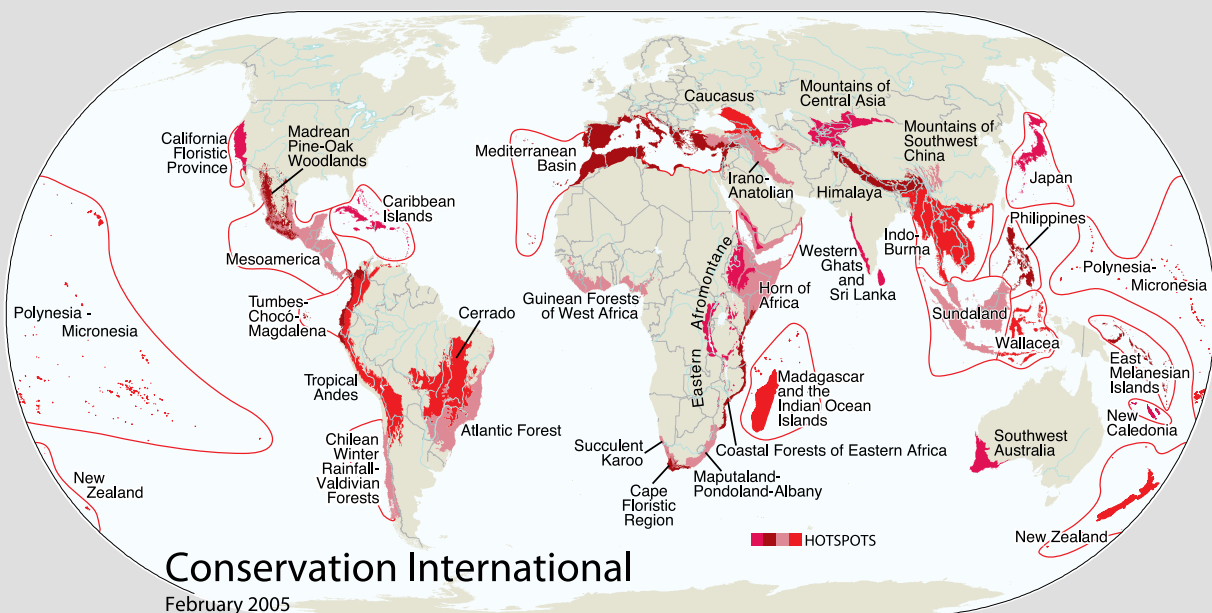 California
Floristic
Province
Madrean
Pine-Oak
Woodlands
Caribbean
Islands
Mesoamerica
Polynesia -
Micronesia
Tumbes-
Chocó-
Magdalena
Cerrado
Tropical
Andes
Atlantic Forest
Chilean
Winter
Rainfall-
Valdivian
Forests
New
Zealand
Mediterranean
Basin
Caucasus
Irano-
Anatolian
Mountains of
Central Asia
Mountains of
Southwest
China
Himalaya
Japan
Philippines
Indo-
Burma
Western
Ghats
and
Sri Lanka
Polynesia-
Micronesia
Guinean Forests
of West Africa
Eastern Afromontane
Horn of
Africa
Sundaland
Wallacea
East
Melanesian
Islands
New
Caledonia
Madagascar
and the
Indian Ocean
Islands
Coastal Forests of Eastern Africa
Succulent
Karoo
Cape
Floristic
Region
Maputaland-
Pondoland-Albany
Southwest
Australia
New Zealand
HOTSPOTS
Conservation International
February 2005